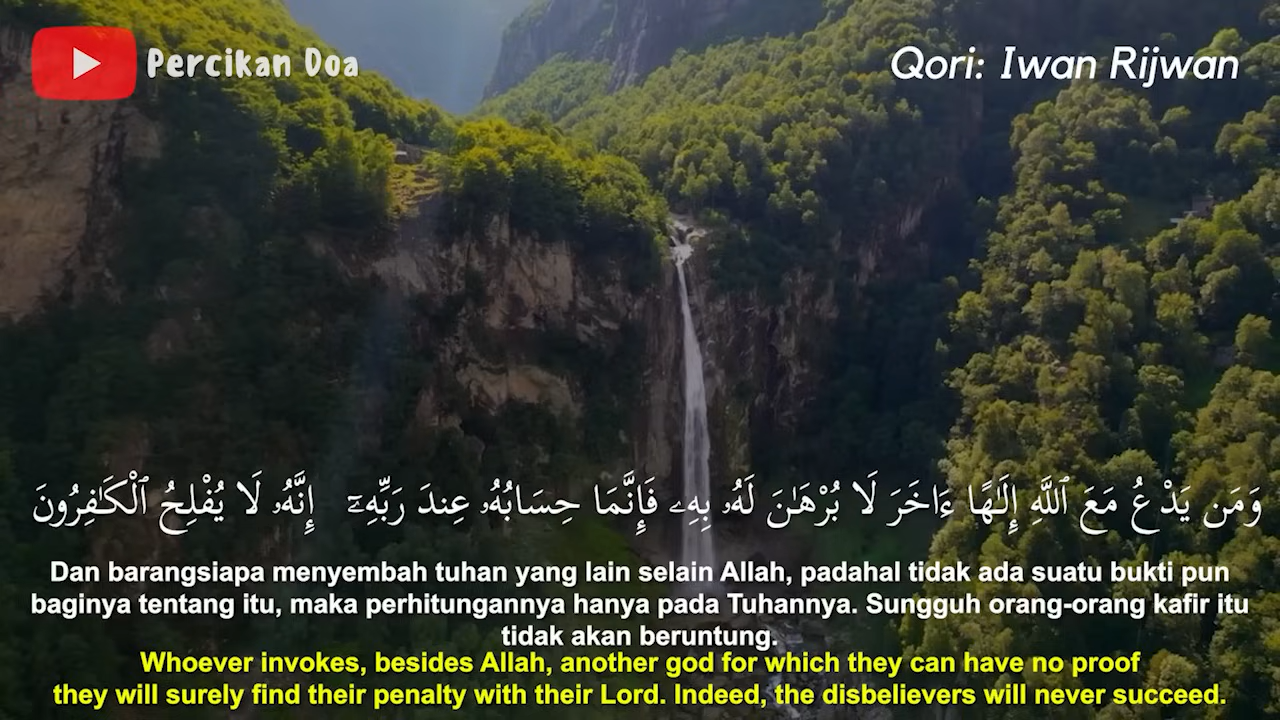 Percikan Doa
Qori: Iwan Rijwan
وَمَن يَدْعُ مَعَ ٱللَّهِ إِلَـٰهًا ءَاخَرَ لَا بُرْهَـٰنَ لَهُۥ بِهِۦ فَإِنَّمَا حِسَابُهُۥ عِندَ رَبِّهِۦٓ إِنَّهُۥ لَا يُفْلِحُ ٱلْكَـٰفِرُونَ
Dan barangsiapa menyembah tuhan yang lain selain Allah, padahal tidak ada suatu bukti pun
baginya tentang itu, maka perhitungannya hanya pada Tuhannya. Sungguh orang-orang kafir itu
tidak akan beruntung.
Whoever invokes, besides Allah, another god for which they can have no proof
they will surely find their penalty with their Lord. Indeed, the disbelievers will never succeed.